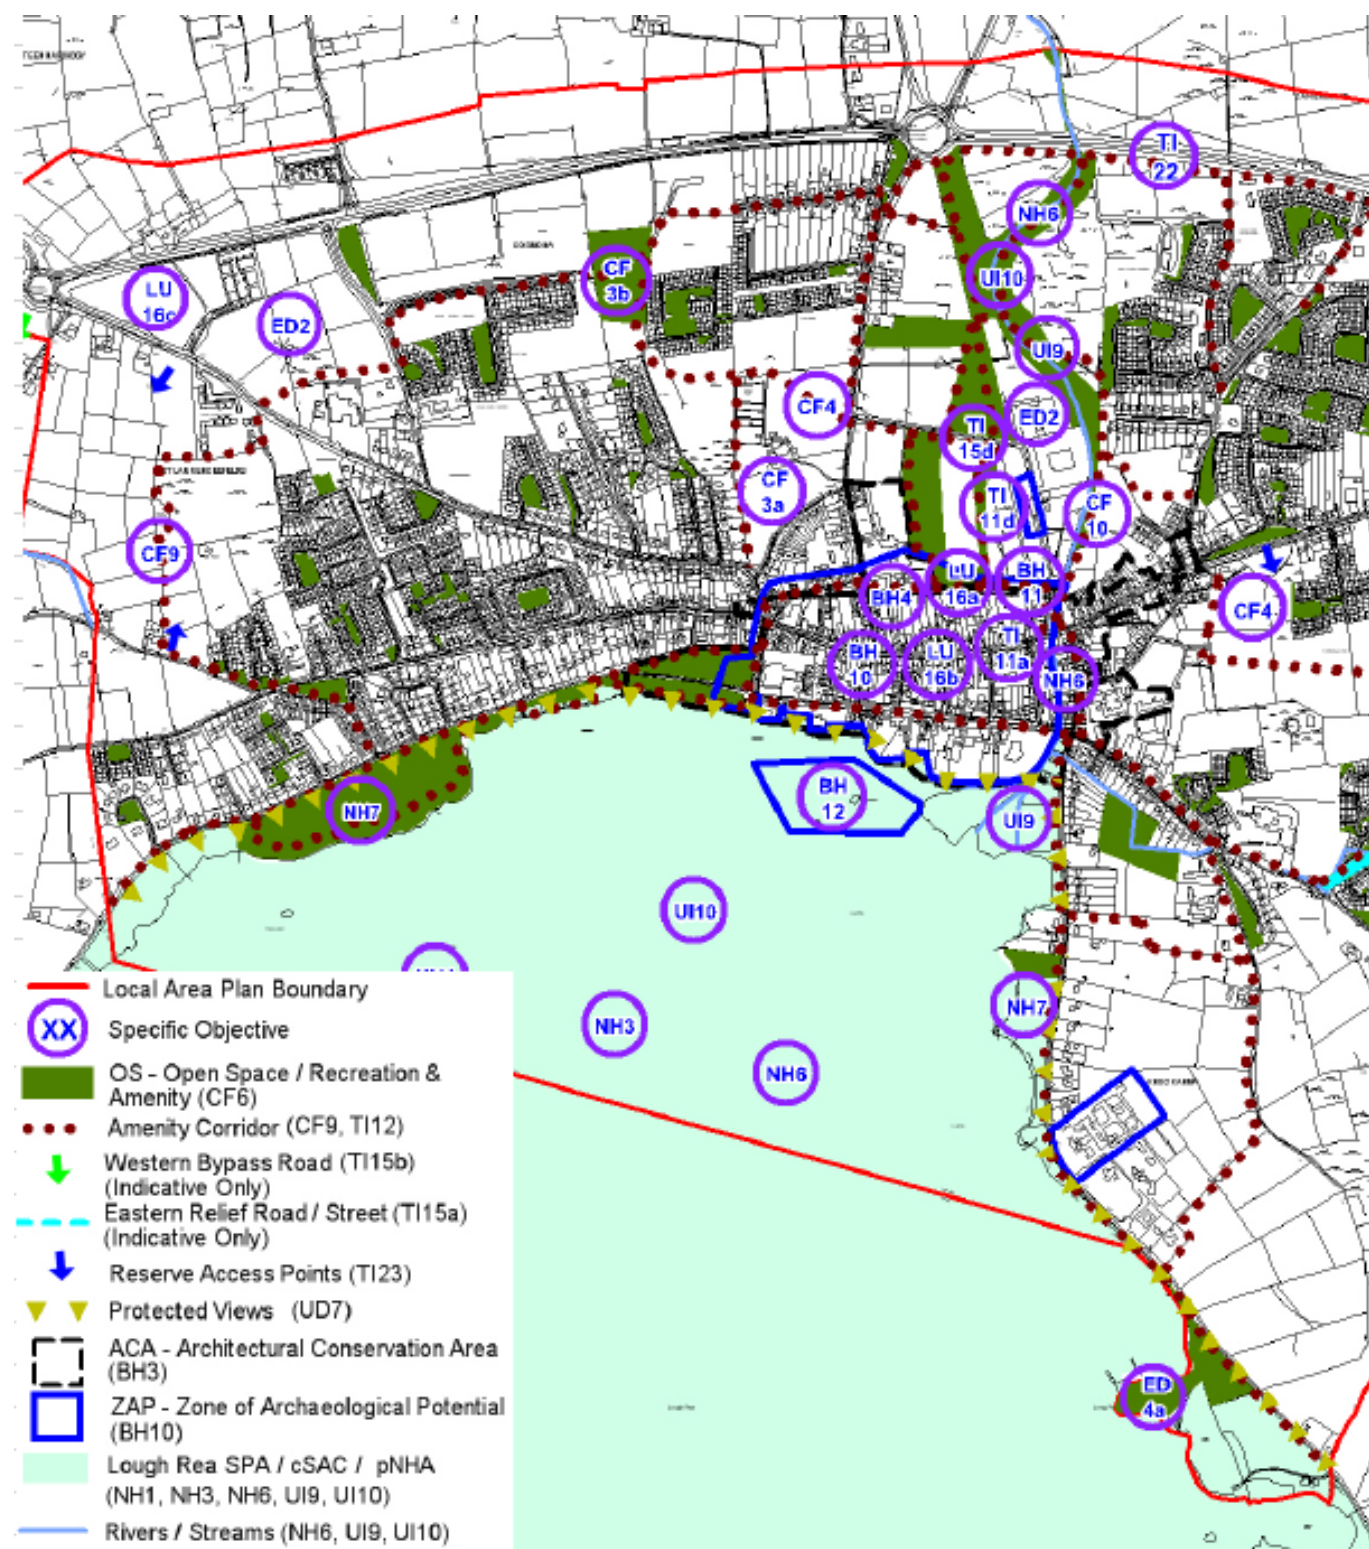 TI
22
NH6
CF
3b
UI10
LU
16c
ED2
UI9
CF4
ED2
TI
15d
CF
3a
TI
11d
CF
10
CF9
LU
16a
BH
11
BH4
CF4
TI
11a
BH
10
LU
16b
NH6
BH
12
NH7
UI9
UI10
NH7
NH3
NH6
ED
4a
Local Area Plan Boundary
XX Specific Objective
OS - Open Space / Recreation &
Amenity (CF6)
Amenity Corridor (CF9, TI12)
Western Bypass Road (TI15b)
(Indicative Only)
Eastern Relief Road / Street (TI15a)
(Indicative Only)
Reserve Access Points (TI23)
Protected Views (UD7)
ACA - Architectural Conservation Area
(BH3)
ZAP - Zone of Archaeological Potential
(BH10)
Lough Rea SPA / cSAC / pNHA
(NH1, NH3, NH6, UI9, UI10)
Rivers / Streams (NH6, UI9, UI10)